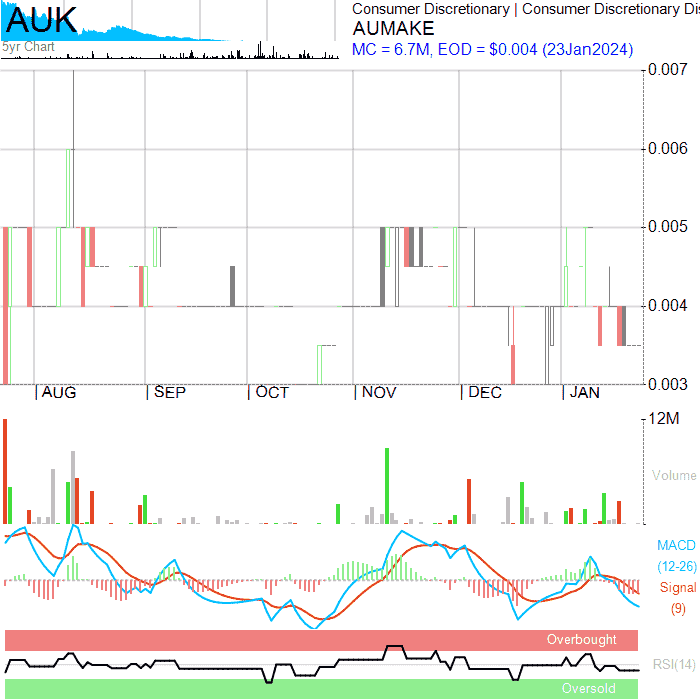 AUK
5yr Chart
Consumer Discretionary | Consumer Discretionary Dis
AUMAKE
MC = 6.7M, EOD = $0.004 (23Jan2024)
0.007
0.006
0.005
0.004
0.003
AUG SEP OCT NOV DEC JAN
12M
Volume
MACD
(12-26)
Signal
(9)
Overbought
RSI(14)
Oversold